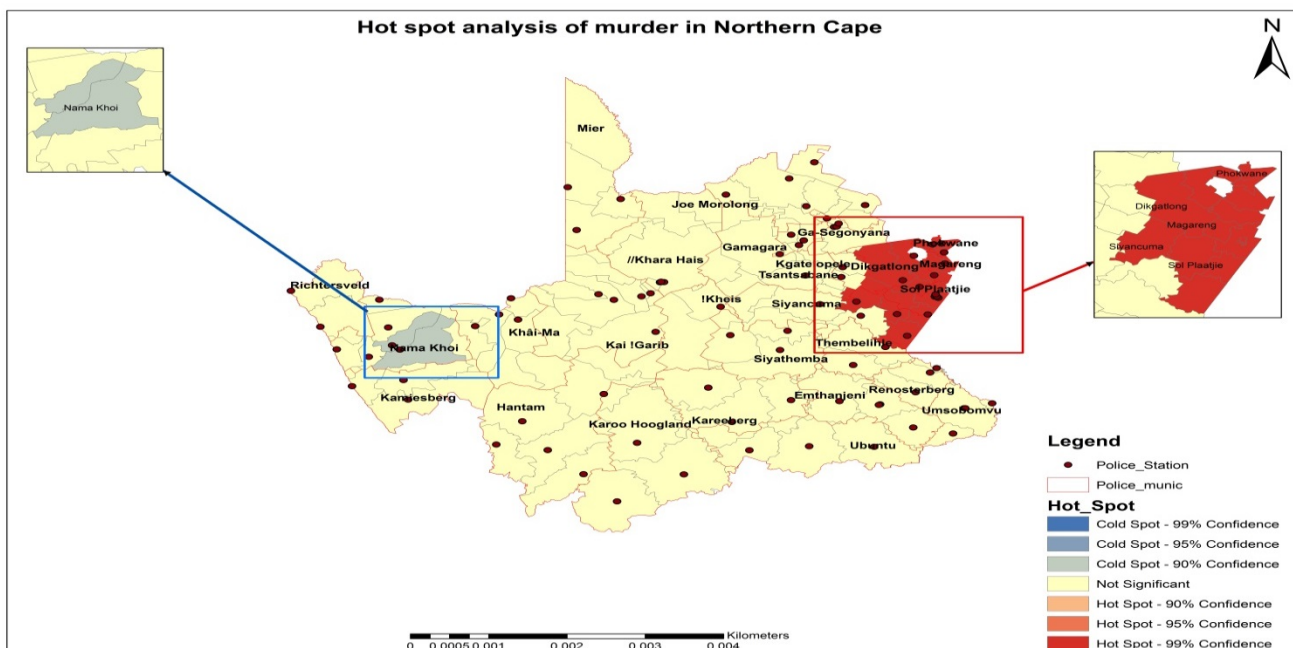 Hot spot analysis of murder in Northern Cape
N
Nama Khoi
Mier
Phokwane
Dikgatlong
Magareng
Siyancuma
Sol Plaatjie
Joe Morolong
Ga-Segonyana
Gamagara
Phokwane
//Khara Hais
Kgatelopele
Dikgatlong
Magareng
Tsantsabane
Richtersveld
Sol Plaatjie
!Kheis
Siyancuma
Khâi-Ma
Nama Khoi
Kai !Garib
Thembelihle
Siyathemba
Kamiesberg
Renosterberg
Emthanjeni
Hantam
Umsobomvu
Karoo Hoogland
Kareeberg
Ubuntu
Legend
Police_Station
Police_munic
Hot_Spot
Cold Spot - 99% Confidence
Cold Spot - 95% Confidence
Cold Spot - 90% Confidence
Not Significant
Hot Spot - 90% Confidence
Hot Spot - 95% Confidence
Hot Spot - 99% Confidence
Kilometers
0 0.0005 0.001 0.002 0.003 0.004